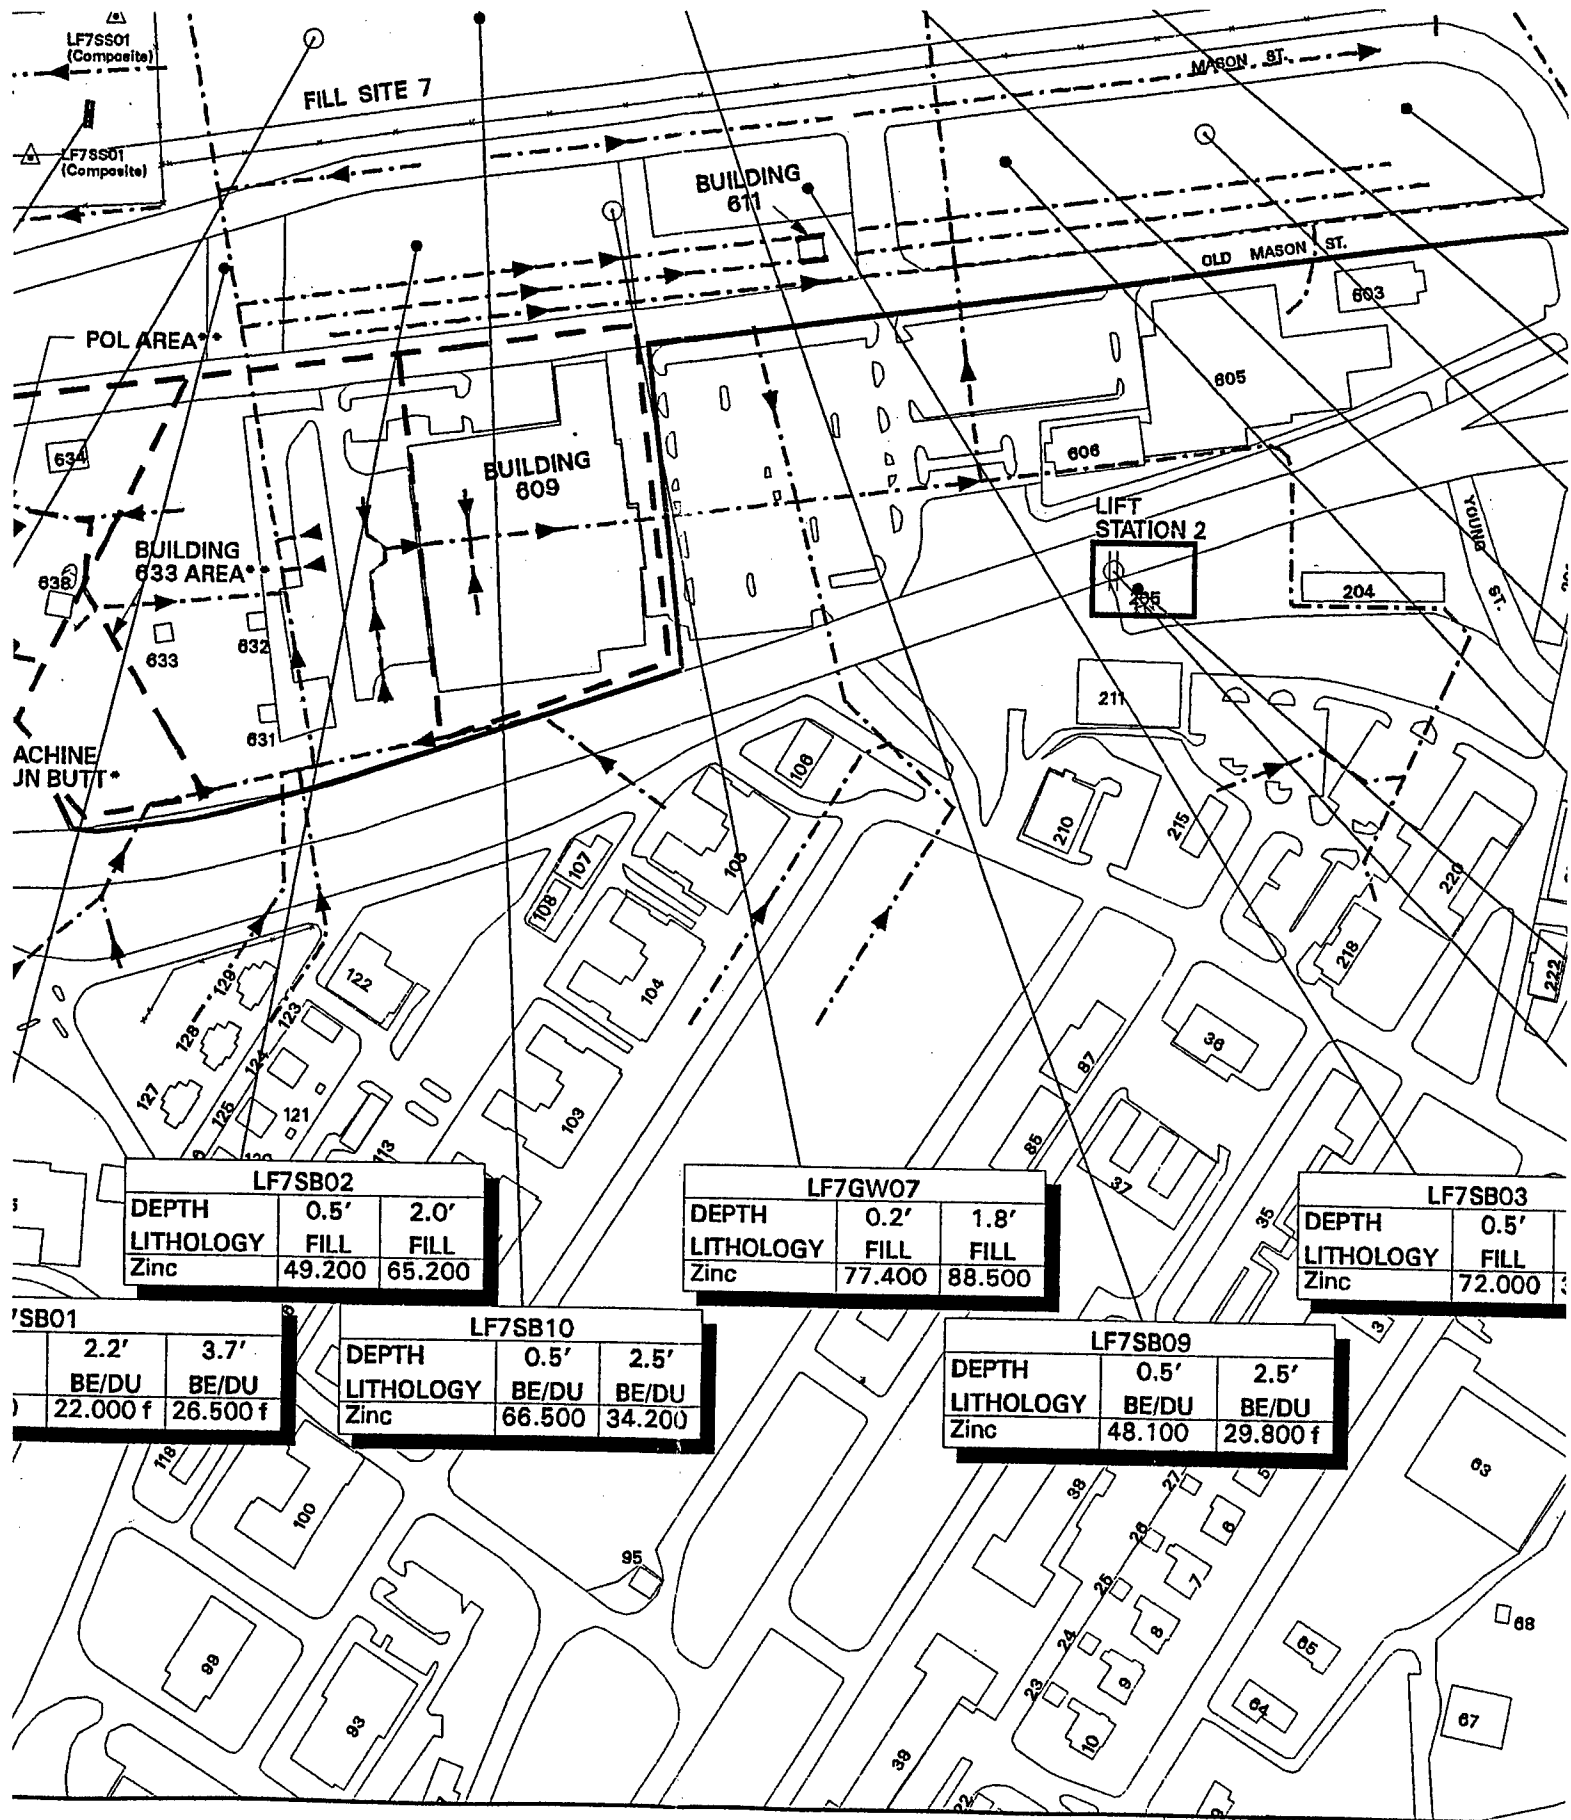 LF7SS01
(Composite)
FILL SITE 7
MASON ST.
LF7SS01
(Composite)
BUILDING
611
OLD MASON ST.
603
POL AREA**
605
634
BUILDING
609
606
LIFT
STATION 2
YOUNG ST.
BUILDING
633 AREA**
638
204
633
632
211
631
ACHINE
JN BUTT*
106
210
215
107
105
220
108
218
122
104
222
129
123
128
36
124
87
127
125
121
103
113
85
37
35
LF7SB02
DEPTH 0.5′ 2.0′
LITHOLOGY FILL FILL
Zinc 49.200 65.200
LF7GW07
DEPTH 0.2′ 1.8′
LITHOLOGY FILL FILL
Zinc 77.400 88.500
LF7SB03
DEPTH 0.5′
LITHOLOGY FILL
Zinc 72.000
7SB01
2.2′ 3.7′
BE/DU BE/DU
22.000 f 26.500 f
LF7SB10
DEPTH 0.5′ 2.5′
LITHOLOGY BE/DU BE/DU
Zinc 66.500 34.200
LF7SB09
DEPTH 0.5′ 2.5′
LITHOLOGY BE/DU BE/DU
Zinc 48.100 29.800 f
3
118
100
38
27
5
63
26
6
95
25
7
24
8
68
65
99
23
9
64
67
93
10
39
22